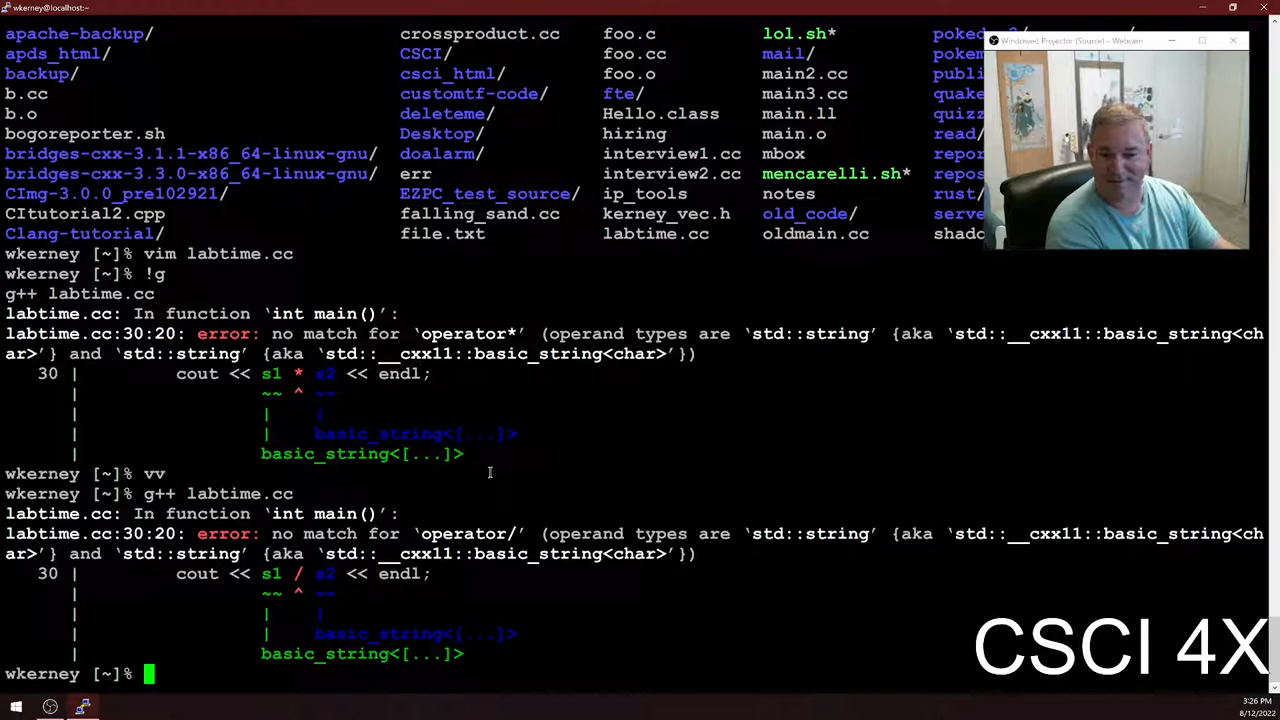 wkerney@localhost:~
apache-backup/ crossproduct.cc foo.c lol.sh*
apds_html/ CSCI/ foo.cc mail/
backup/ csci_html/ foo.o main2.cc
b.cc customtf-code/ fte/ main3.cc
b.o deleteme/ Hello.class main.ll
bogoreporter.sh Desktop/ hiring main.o
bridges-cxx-3.1.1-x86_64-linux-gnu/ doalarm/ interview1.cc mbox
bridges-cxx-3.3.0-x86_64-linux-gnu/ err interview2.cc mencarelli.sh*
CImg-3.0.0_pre102921/ EZPC_test_source/ ip_tools notes
CItutorial2.cpp falling_sand.cc kerney_vec.h old_code/
Clang-tutorial/ file.txt labtime.cc oldmain.cc
Windowed Projector (Source) - Webcam
wkerney [~]% vim labtime.cc
wkerney [~]% !g
g++ labtime.cc
labtime.cc: In function ‘int main()’:
labtime.cc:30:20: error: no match for ‘operator*’ (operand types are ‘std::string’ {aka ‘std::__cxx11::basic_string<ch
ar>’} and ‘std::string’ {aka ‘std::__cxx11::basic_string<char>’})
30 | cout << s1 * s2 << endl;
| ~~ ^ ~~
| | |
| | basic_string<[...]>
| basic_string<[...]>
wkerney [~]% vv
wkerney [~]% g++ labtime.cc
labtime.cc: In function ‘int main()’:
labtime.cc:30:20: error: no match for ‘operator/’ (operand types are ‘std::string’ {aka ‘std::__cxx11::basic_string<ch
ar>’} and ‘std::string’ {aka ‘std::__cxx11::basic_string<char>’})
30 | cout << s1 / s2 << endl;
| ~~ ^ ~~
| | |
| | basic_string<[...]>
| basic_string<[...]>
wkerney [~]%
CSCI 4X
3:26 PM
8/12/2022